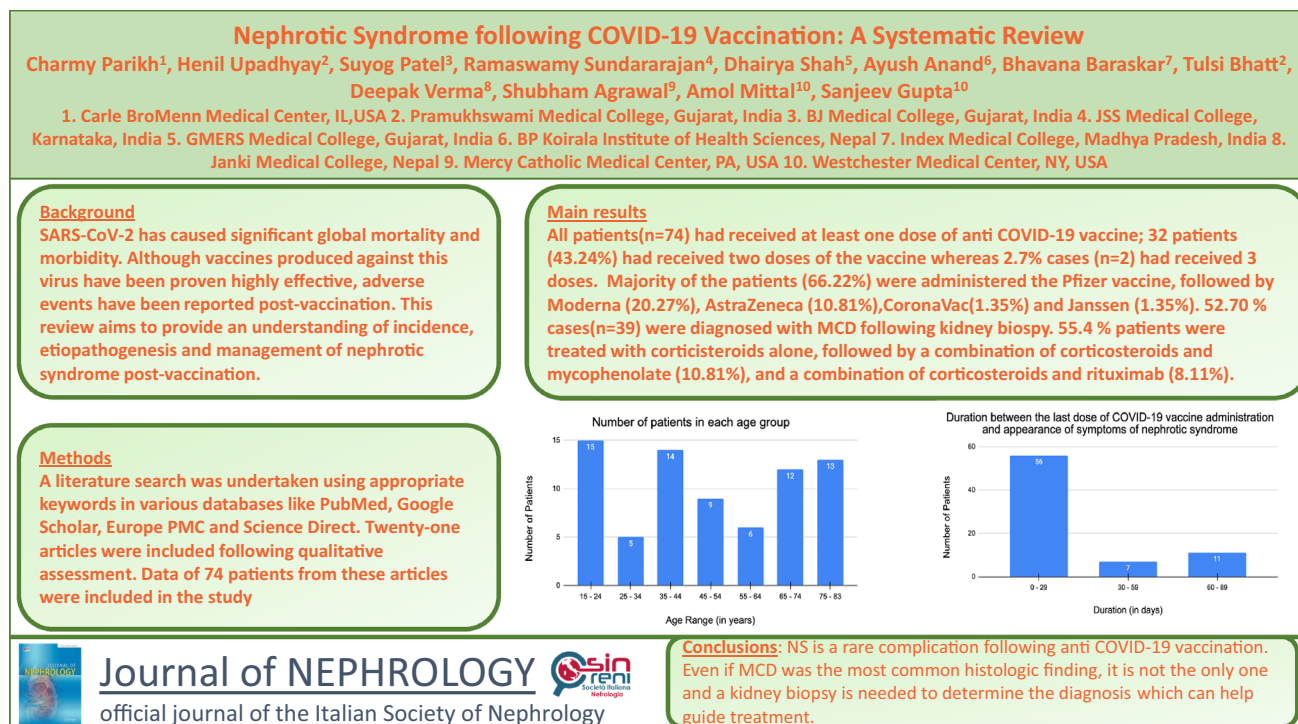 Nephrotic Syndrome following COVID-19 Vaccination: A Systematic Review
Charmy Parikh1, Henil Upadhyay2, Suyog Patel3, Ramaswamy Sundararajan4, Dhairya Shah5, Ayush Anand6, Bhavana Baraskar7, Tulsi Bhatt2,
Deepak Verma8, Shubham Agrawal9, Amol Mittal10, Sanjeev Gupta10
1. Carle BroMenn Medical Center, IL,USA 2. Pramukhswami Medical College, Gujarat, India 3. BJ Medical College, Gujarat, India 4. JSS Medical College,
Karnataka, India 5. GMERS Medical College, Gujarat, India 6. BP Koirala Institute of Health Sciences, Nepal 7. Index Medical College, Madhya Pradesh, India 8.
Janki Medical College, Nepal 9. Mercy Catholic Medical Center, PA, USA 10. Westchester Medical Center, NY, USA
Background
SARS-CoV-2 has caused significant global mortality and
morbidity. Although vaccines produced against this
virus have been proven highly effective, adverse
events have been reported post-vaccination. This
review aims to provide an understanding of incidence,
etiopathogenesis and management of nephrotic
syndrome post-vaccination.
Main results
All patients(n=74) had received at least one dose of anti COVID-19 vaccine; 32 patients
(43.24%) had received two doses of the vaccine whereas 2.7% cases (n=2) had received 3
doses. Majority of the patients (66.22%) were administered the Pfizer vaccine, followed by
Moderna (20.27%), AstraZeneca (10.81%),CoronaVac(1.35%) and Janssen (1.35%). 52.70 %
cases(n=39) were diagnosed with MCD following kidney biospy. 55.4 % patients were
treated with corticisteroids alone, followed by a combination of corticosteroids and
mycophenolate (10.81%), and a combination of corticosteroids and rituximab (8.11%).
Methods
A literature search was undertaken using appropriate
keywords in various databases like PubMed, Google
Scholar, Europe PMC and Science Direct. Twenty-one
articles were included following qualitative
assessment. Data of 74 patients from these articles
were included in the study
Number of patients in each age group
Number of Patients
15
10
5
0
15
5
14
9
6
12
13
15 - 24
25 - 34
35 - 44
45 - 54
55 - 64
65 - 74
75 - 83
Age Range (in years)
Duration between the last dose of COVID-19 vaccine administration
and appearance of symptoms of nephrotic syndrome
Number of Patients
60
40
20
0
56
7
11
0 - 29
30 - 59
60 - 89
Duration (in days)
JOURNAL OF
NEPHROLOGY
Journal of NEPHROLOGY
official journal of the Italian Society of Nephrology
sin
reni
Società Italiana
Nefrologia
Conclusions: NS is a rare complication following anti COVID-19 vaccination.
Even if MCD was the most common histologic finding, it is not the only one
and a kidney biopsy is needed to determine the diagnosis which can help
guide treatment.